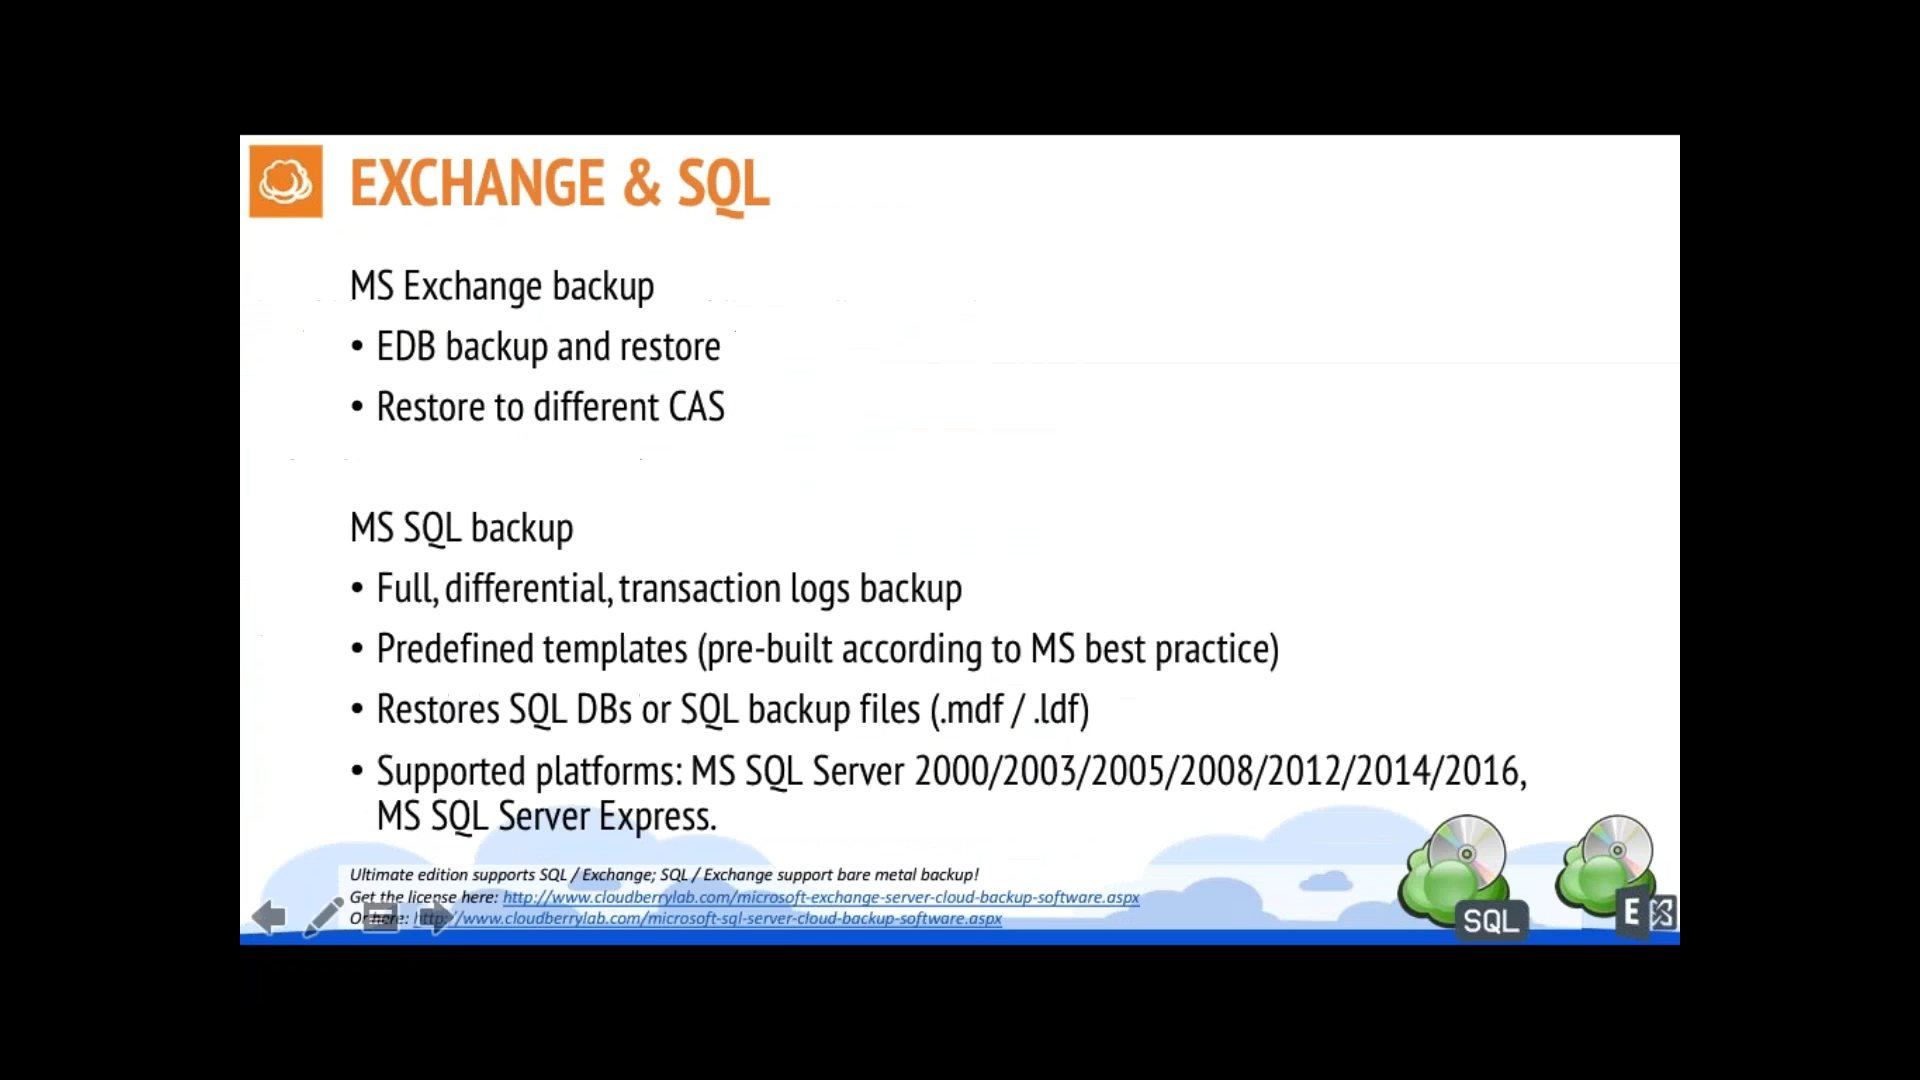 EXCHANGE & SQL
MS Exchange backup
• EDB backup and restore
• Restore to different CAS
MS SQL backup
• Full, differential, transaction logs backup
• Predefined templates (pre-built according to MS best practice)
• Restores SQL DBs or SQL backup files (.mdf / .ldf)
• Supported platforms: MS SQL Server 2000/2003/2005/2008/2012/2014/2016,
MS SQL Server Express.
Ultimate edition supports SQL / Exchange; SQL / Exchange support bare metal backup!
Get the license here: http://www.cloudberrylab.com/microsoft-exchange-server-cloud-backup-software.aspx
Or here: http://www.cloudberrylab.com/microsoft-sql-server-cloud-backup-software.aspx
SQL
E